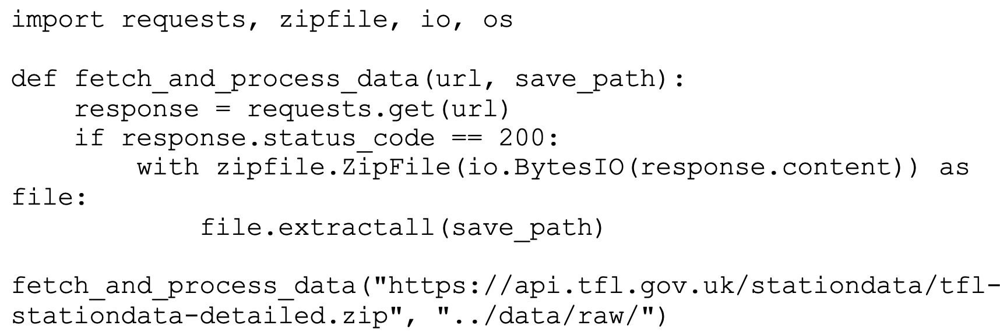 import requests, zipfile, io, os

def fetch_and_process_data(url, save_path):
    response = requests.get(url)
    if response.status_code == 200:
        with zipfile.ZipFile(io.BytesIO(response.content)) as
file:
            file.extractall(save_path)

fetch_and_process_data("https://api.tfl.gov.uk/stationdata/tfl-
stationdata-detailed.zip", "../data/raw/")